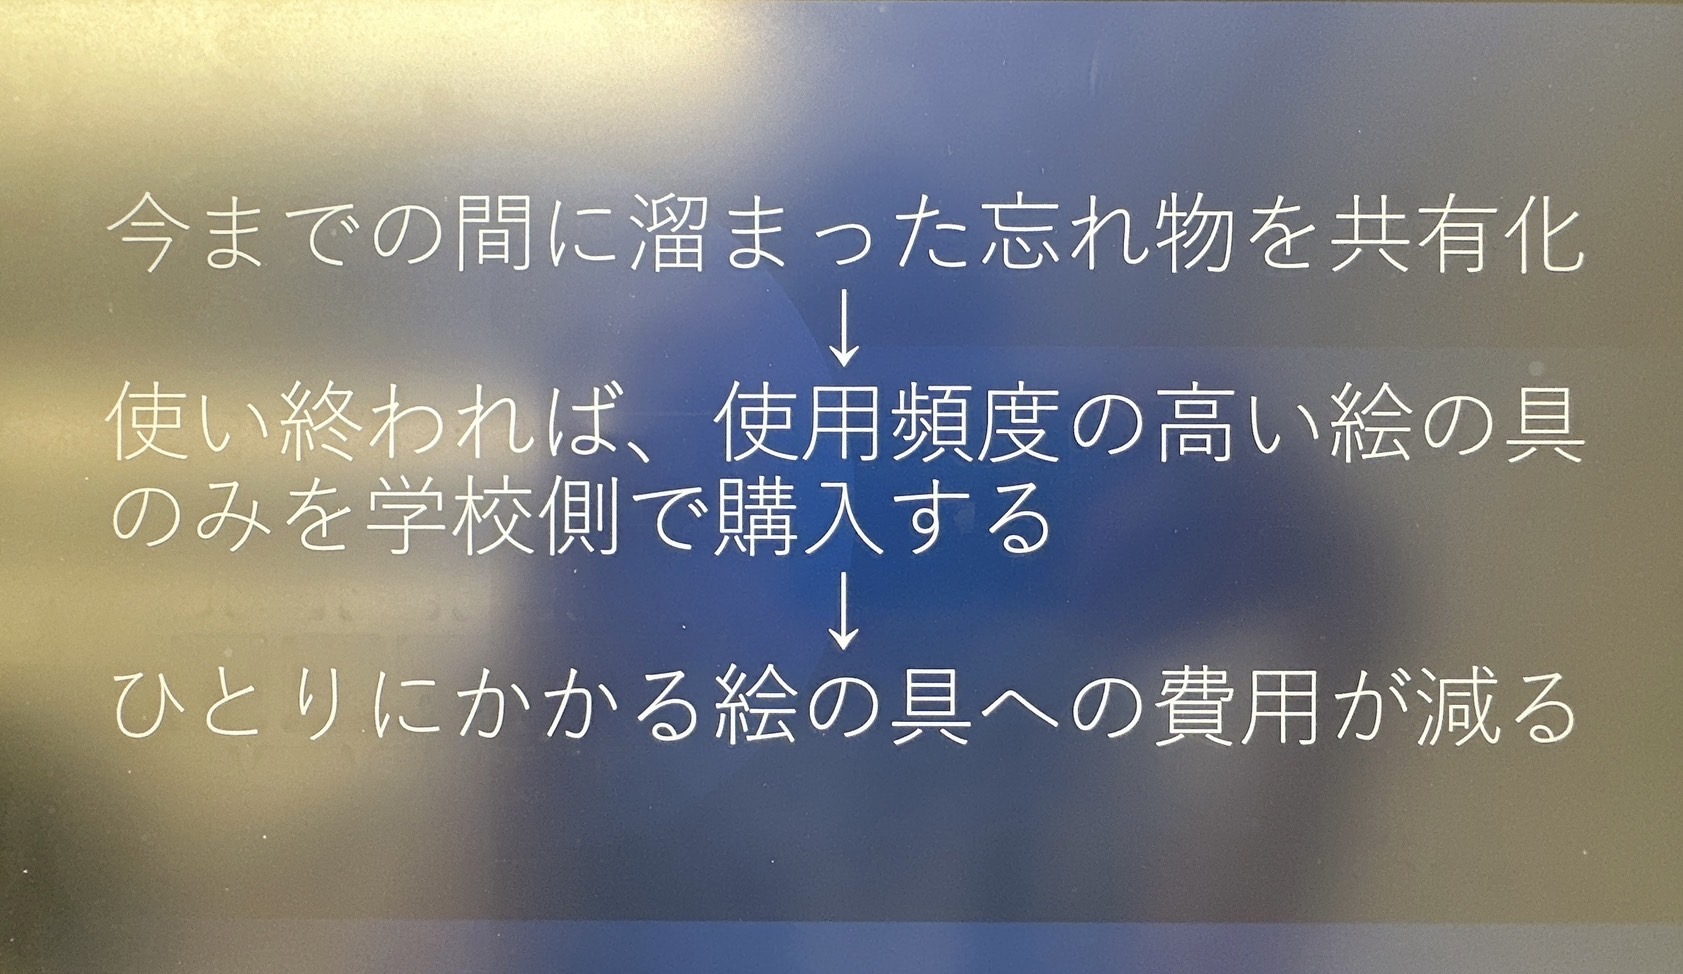 今までの間に溜まった忘れ物を共有化
↓
使い終われば、使用頻度の高い絵の具
のみを学校側で購入する
↓
ひとりにかかる絵の具への費用が減る